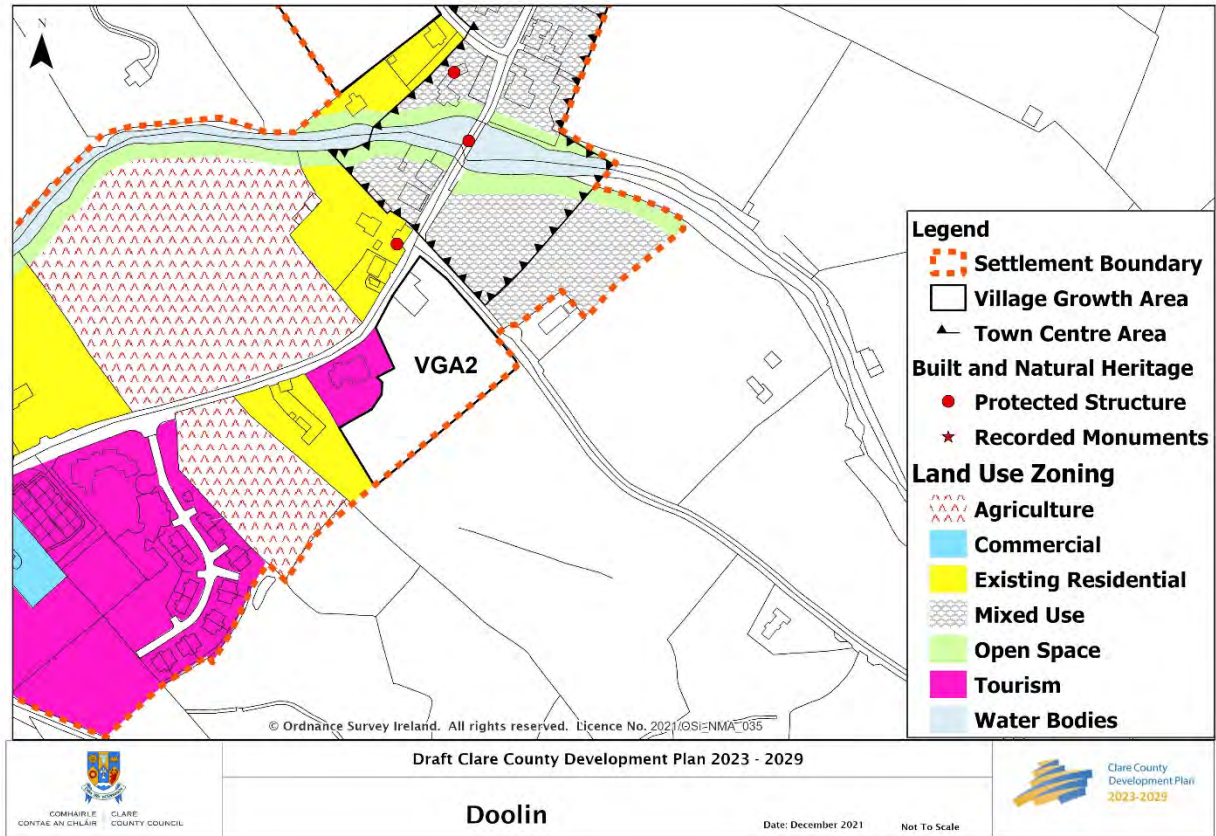 N
VGA2
Legend
Settlement Boundary
Village Growth Area
Town Centre Area
Built and Natural Heritage
Protected Structure
Recorded Monuments
Land Use Zoning
Agriculture
Commercial
Existing Residential
Mixed Use
Open Space
Tourism
Water Bodies
© Ordnance Survey Ireland. All rights reserved. Licence No. 2021/OSi_NMA_035
COMHAIRLE CONTAE AN CHLÁIR
CLARE COUNTY COUNCIL
Draft Clare County Development Plan 2023 - 2029
Doolin
Date: December 2021
Not To Scale
Clare County
Development Plan
2023-2029